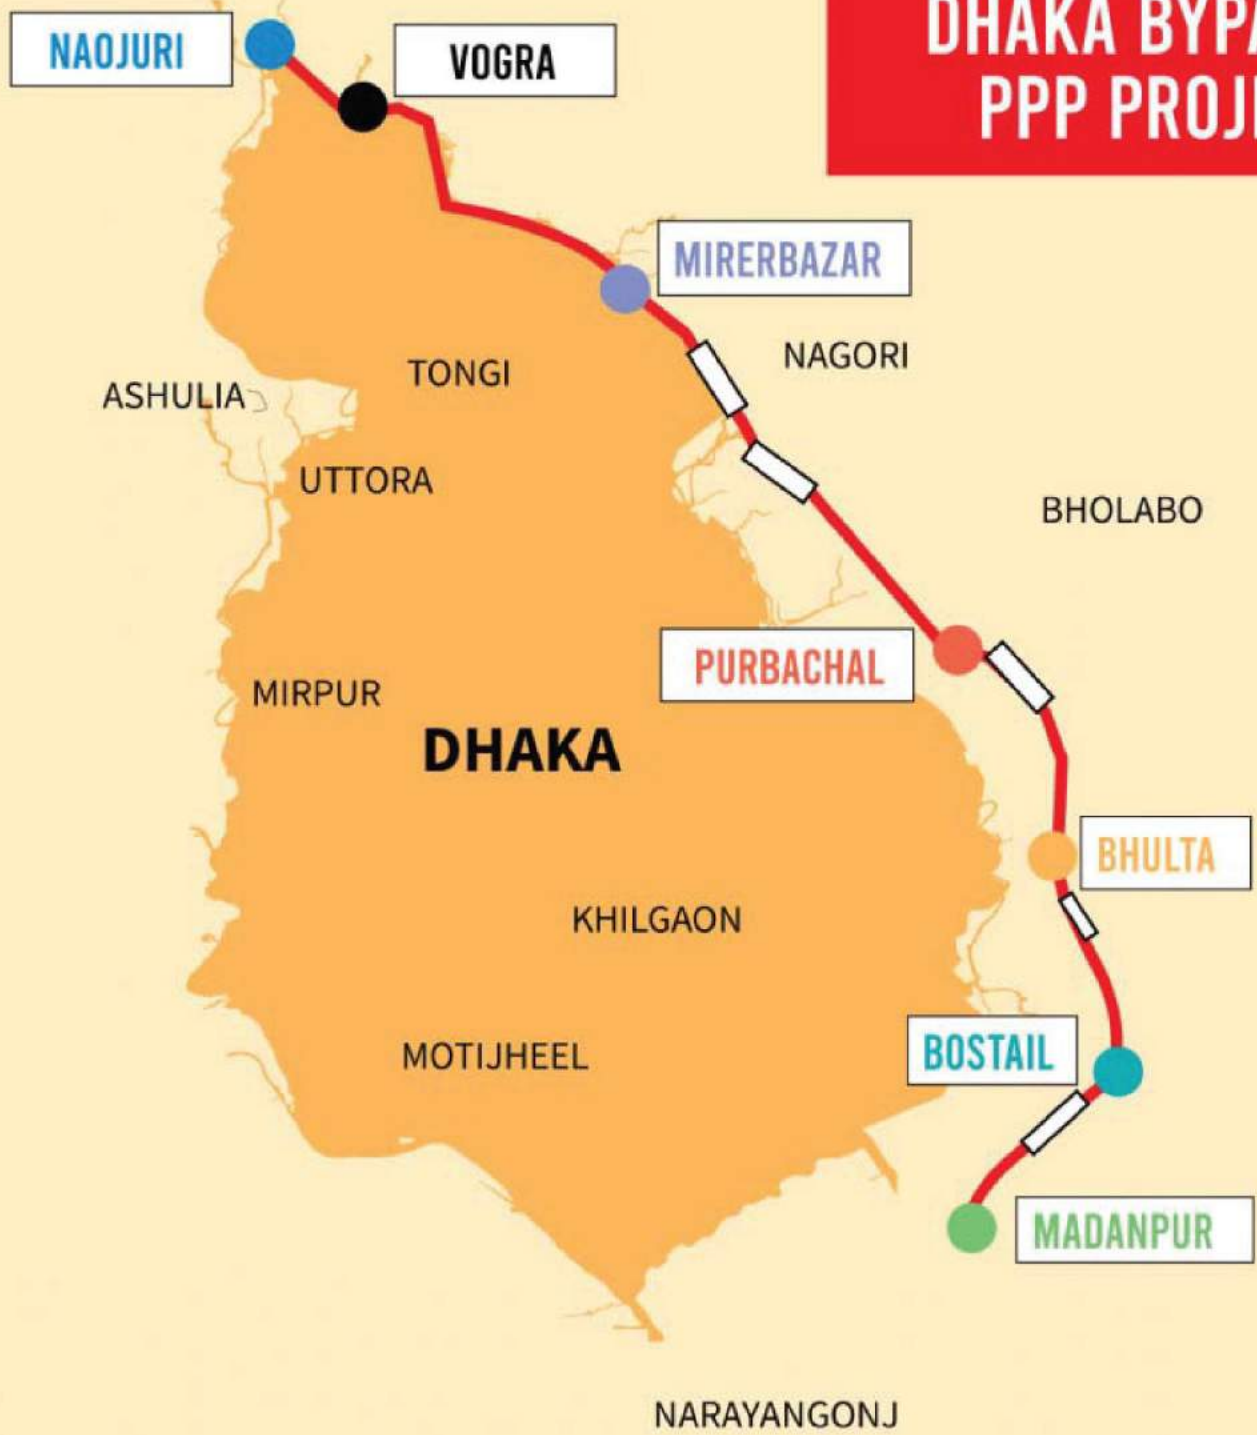 DHAKA BYPA
PPP PROJE
NAOJURI
VOGRA
MIRERBAZAR
NAGORI
TONGI
ASHULIA
UTTORA
BHOLABO
PURBACHAL
MIRPUR
DHAKA
BHULTA
KHILGAON
BOSTAIL
MOTIJHEEL
MADANPUR
NARAYANGONJ